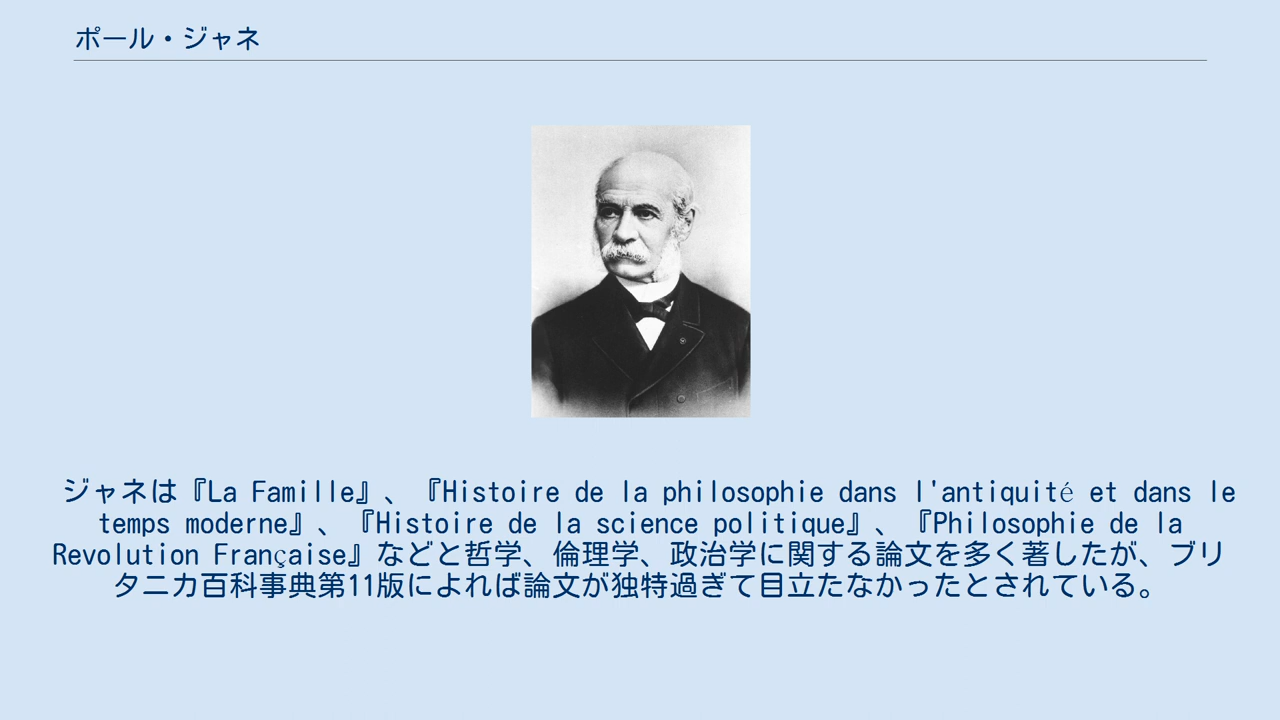 ポール・ジャネ
ジャネは『La Famille』、『Histoire de la philosophie dans l'antiquité et dans le
temps moderne』、『Histoire de la science politique』、『Philosophie de la
Revolution Française』などと哲学、倫理学、政治学に関する論文を多く著したが、ブリ
タニカ百科事典第11版によれば論文が独特過ぎて目立たなかったとされている。